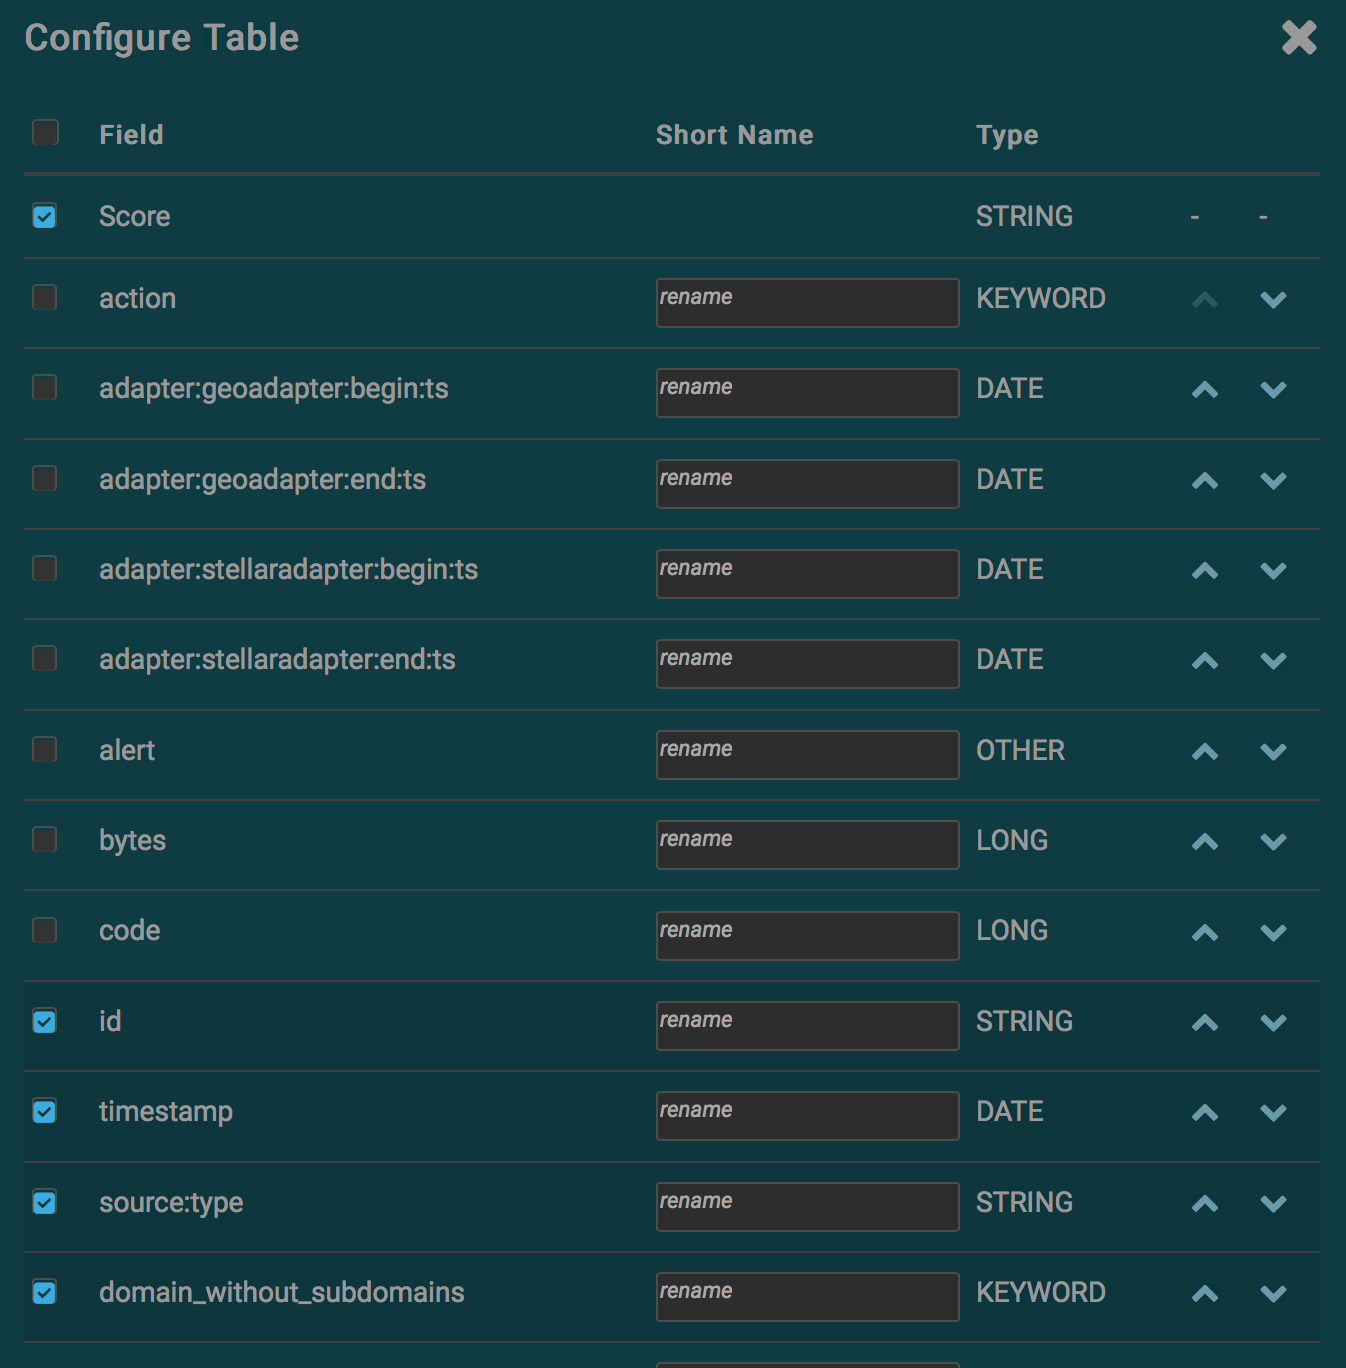 Configure Table
Field Short Name Type
Score STRING - -
action rename KEYWORD
adapter:geoadapter:begin:ts rename DATE
adapter:geoadapter:end:ts rename DATE
adapter:stellaradapter:begin:ts rename DATE
adapter:stellaradapter:end:ts rename DATE
alert rename OTHER
bytes rename LONG
code rename LONG
id rename STRING
timestamp rename DATE
source:type rename STRING
domain_without_subdomains rename KEYWORD